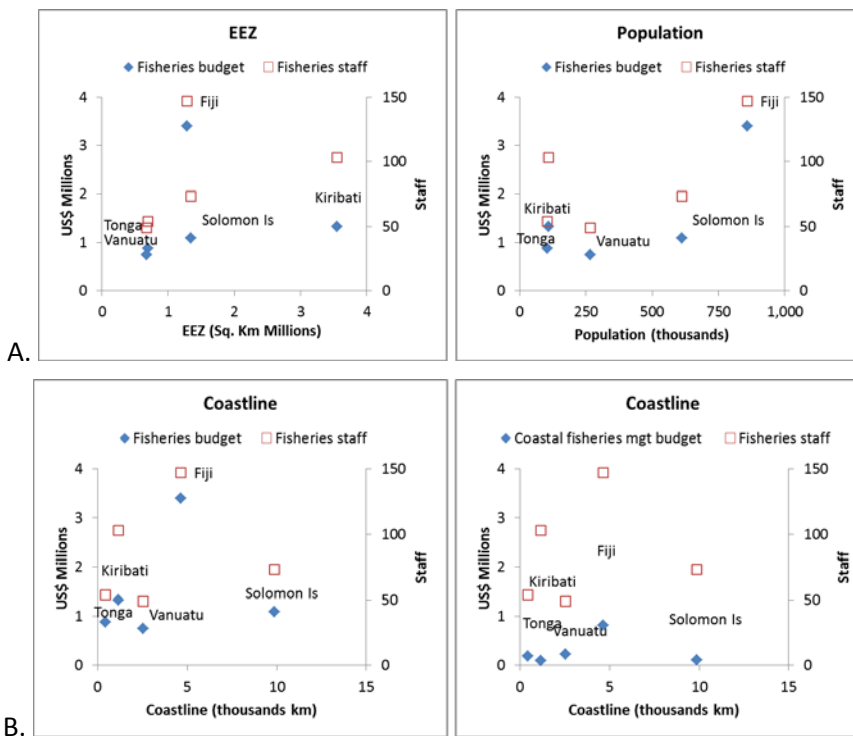 EEZ
Fisheries budget Fisheries staff
4 150
Fiji
3
100
US$ Millions
2
Staff
Kiribati
Solomon Is
Tonga
50
Vanuatu
1
0 0
0 1 2 3 4
EEZ (Sq. Km Millions)
Population
Fisheries budget Fisheries staff
4 150
Fiji
3
100
US$ Millions
2
Staff
Kiribati
Solomon Is
50
Tonga
Vanuatu
1
0 0
0 250 500 750 1,000
Population (thousands)
A.
Coastline
Fisheries budget Fisheries staff
4 150
Fiji
3
100
US$ Millions
2
Staff
Kiribati
Solomon Is
50
Tonga
Vanuatu
1
0 0
0 5 10 15
Coastline (thousands km)
Coastline
Coastal fisheries mgt budget Fisheries staff
4 150
3
100
Fiji
US$ Millions
2
Staff
Kiribati
Solomon Is
50
Tonga
Vanuatu
1
0 0
0 5 10 15
Coastline (thousands km)
B.